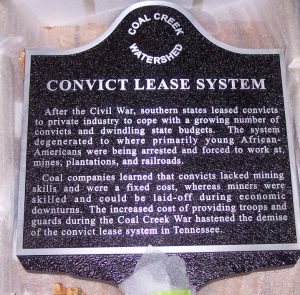 COAL CREEK
WATERSHED
CONVICT LEASE SYSTEM
After the Civil War, southern states leased convicts
to private industry to cope with a growing number of
convicts and dwindling state budgets. The system
degenerated to where primarily young African-
Americans were being arrested and forced to work at
mines, plantations, and railroads.
Coal companies learned that convicts lacked mining
skills and were a fixed cost, whereas miners were
skilled and could be laid-off during economic
downturns. The increased cost of providing troops and
guards during the Coal Creek War hastened the demise
of the convict lease system in Tennessee.